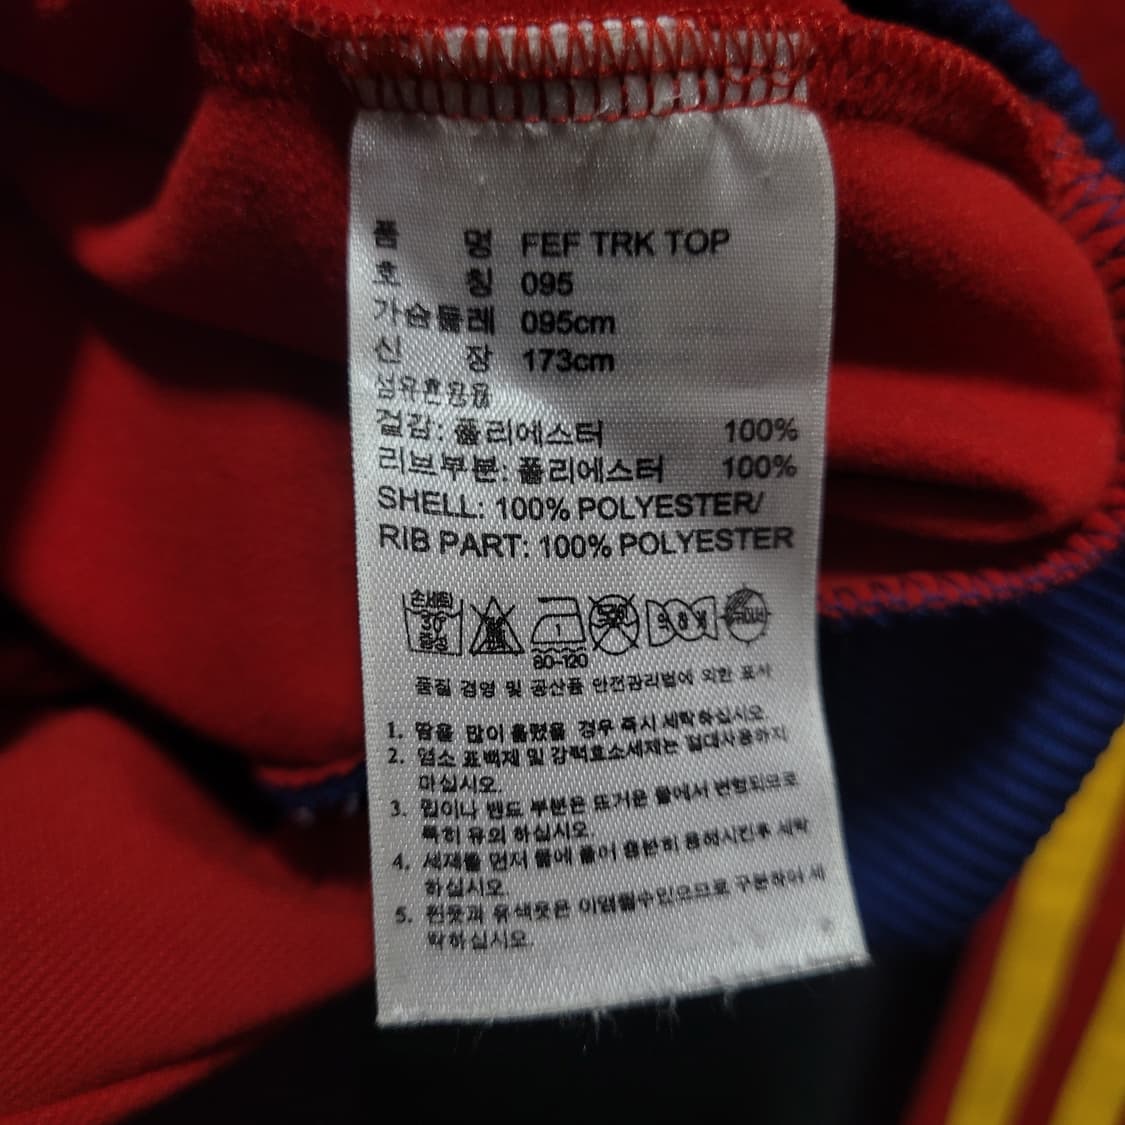 품 명 FEF TRK TOP
호 칭 095
가슴둘레 095cm
신 장 173cm
섬유혼용율
겉감: 폴리에스터 100%
리브부분: 폴리에스터 100%
SHELL: 100% POLYESTER/
RIB PART: 100% POLYESTER
손세탁
30°
중성
1
80-120
품질 경영 및 공산품 안전관리법에 의한 표시
1. 땀을 많이 흘렸을 경우 즉시 세탁하십시오
2. 염소 표백제 및 강력효소세제는 절대사용하지
마십시오.
3. 립이나 밴드 부분은 뜨거운 물에서 변형되므로
특히 유의 하십시오.
4. 세제를 먼저 물에 풀어 충분히 용해시킨후 세탁
하십시오
5. 흰옷과 유색옷은 이염될수있으므로 구분하여 세
탁하십시오.